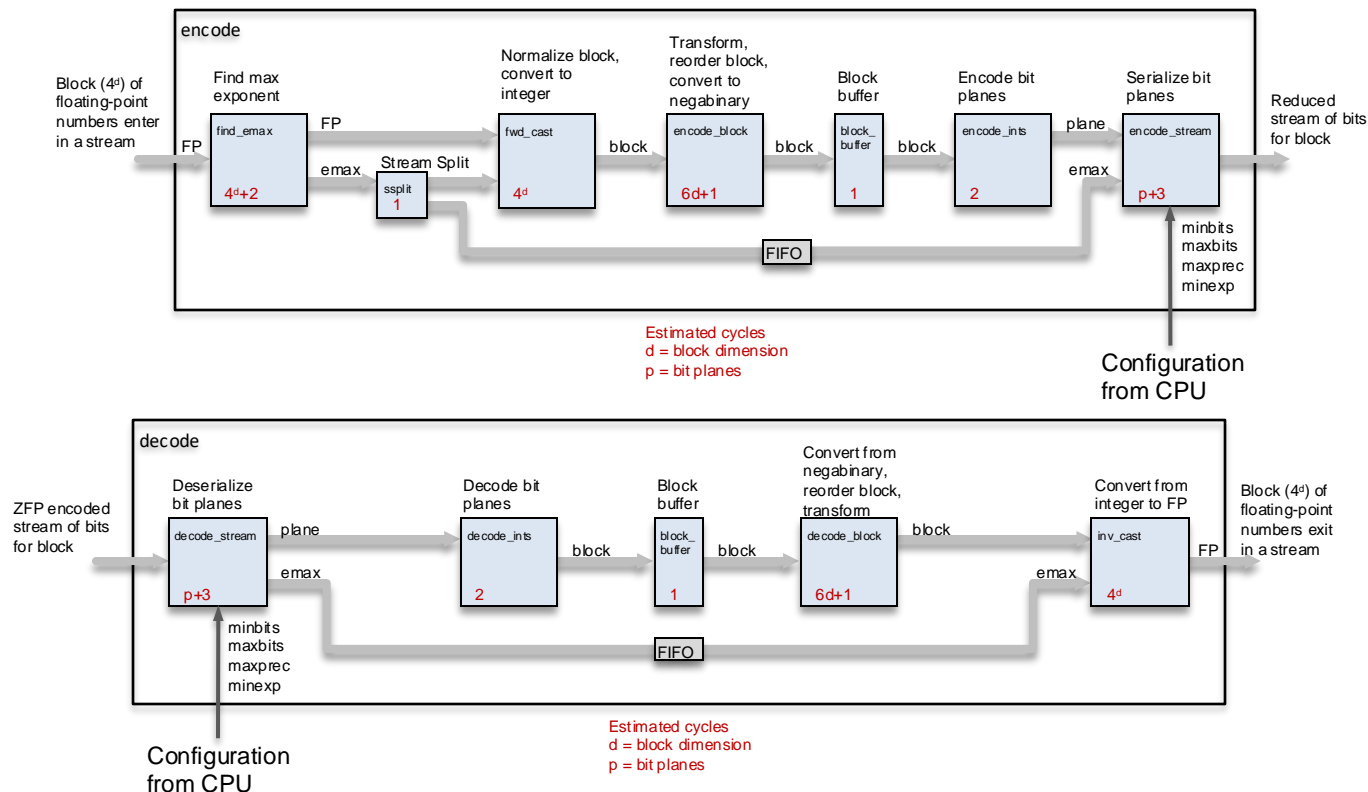 encode
Block (4ᵈ) of
floating-point
numbers enter
in a stream
FP
Find max
exponent
find_emax
4ᵈ+2
FP
emax
Stream Split
ssplit
1
Normalize block,
convert to
integer
fwd_cast
4ᵈ
block
Transform,
reorder block,
convert to
negabinary
encode_block
6d+1
block
Block
buffer
block_
buffer
1
block
Encode bit
planes
encode_ints
2
plane
emax
FIFO
Serialize bit
planes
encode_stream
p+3
Reduced
stream of bits
for block
minbits
maxbits
maxprec
minexp
Configuration
from CPU
Estimated cycles
d = block dimension
p = bit planes
decode
ZFP encoded
stream of bits
for block
Deserialize
bit planes
decode_stream
p+3
plane
emax
minbits
maxbits
maxprec
minexp
Configuration
from CPU
Decode bit
planes
decode_ints
2
block
Block
buffer
block_
buffer
1
block
FIFO
Convert from
negabinary,
reorder block,
transform
decode_block
6d+1
block
emax
Convert from
integer to FP
inv_cast
4ᵈ
FP
Block (4ᵈ) of
floating-point
numbers exit
in a stream
Estimated cycles
d = block dimension
p = bit planes